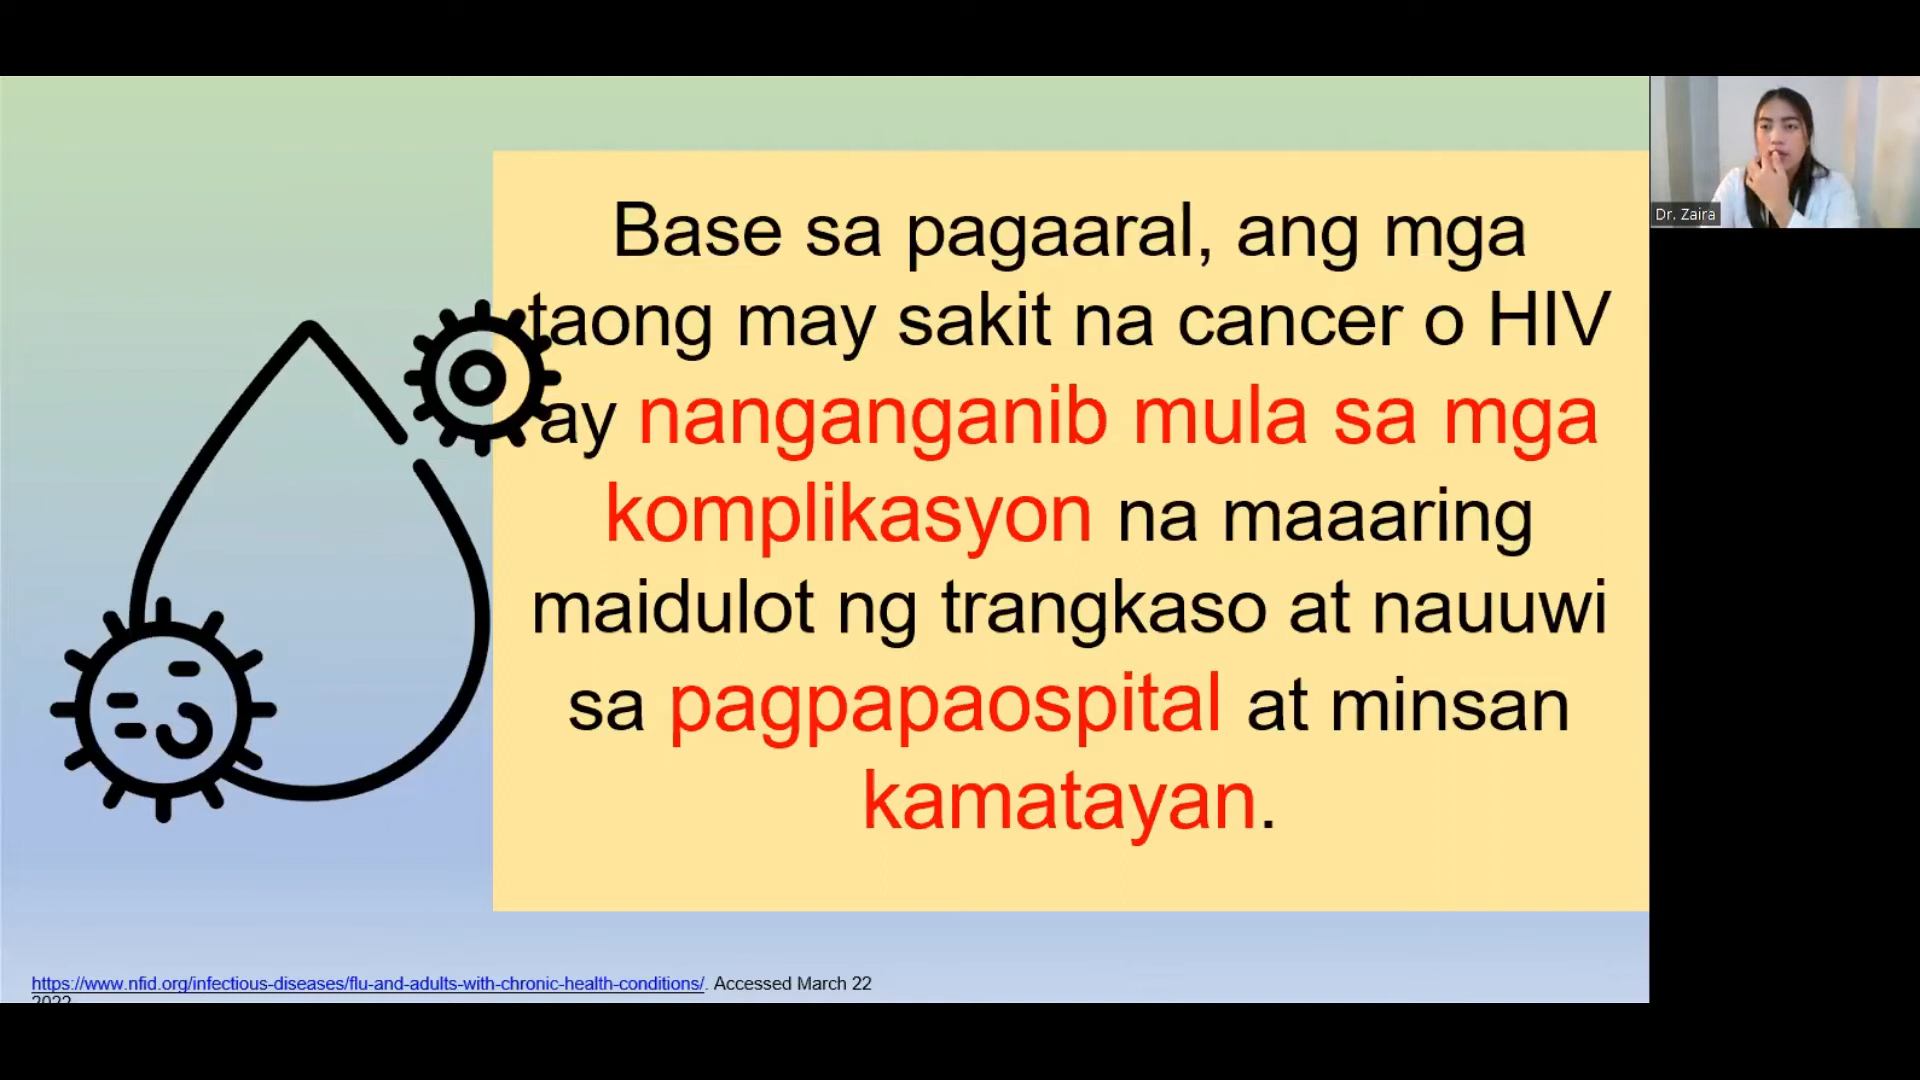 Base sa pagaaral, ang mga
taong may sakit na cancer o HIV
ay nanganganib mula sa mga
komplikasyon na maaaring
maidulot ng trangkaso at nauuwi
sa pagpapaospital at minsan
kamatayan.
https://www.nfid.org/infectious-diseases/flu-and-adults-with-chronic-health-conditions/. Accessed March 22
2022
Dr. Zaira